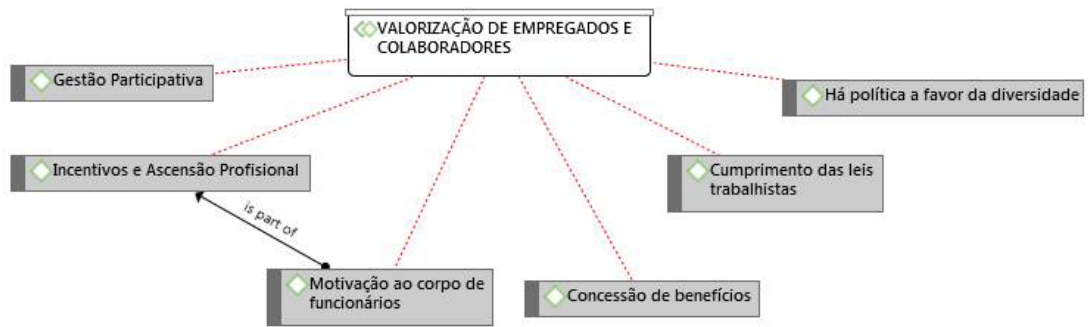 VALORIZAÇÃO DE EMPREGADOS E
COLABORADORES
Gestão Participativa
Há política a favor da diversidade
Incentivos e Ascensão Profisional
Cumprimento das leis
trabalhistas
is part of
Motivação ao corpo de
funcionários
Concessão de benefícios